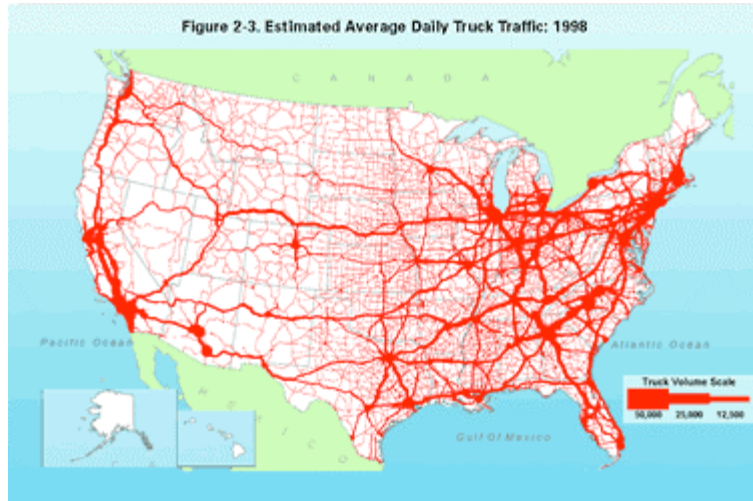 Figure 2-3. Estimated Average Daily Truck Traffic: 1998
C A N A D A
Pacific Ocean
Atlantic Ocean
M E X I C O
Gulf Of Mexico
Truck Volume Scale
50,000 25,000 12,500